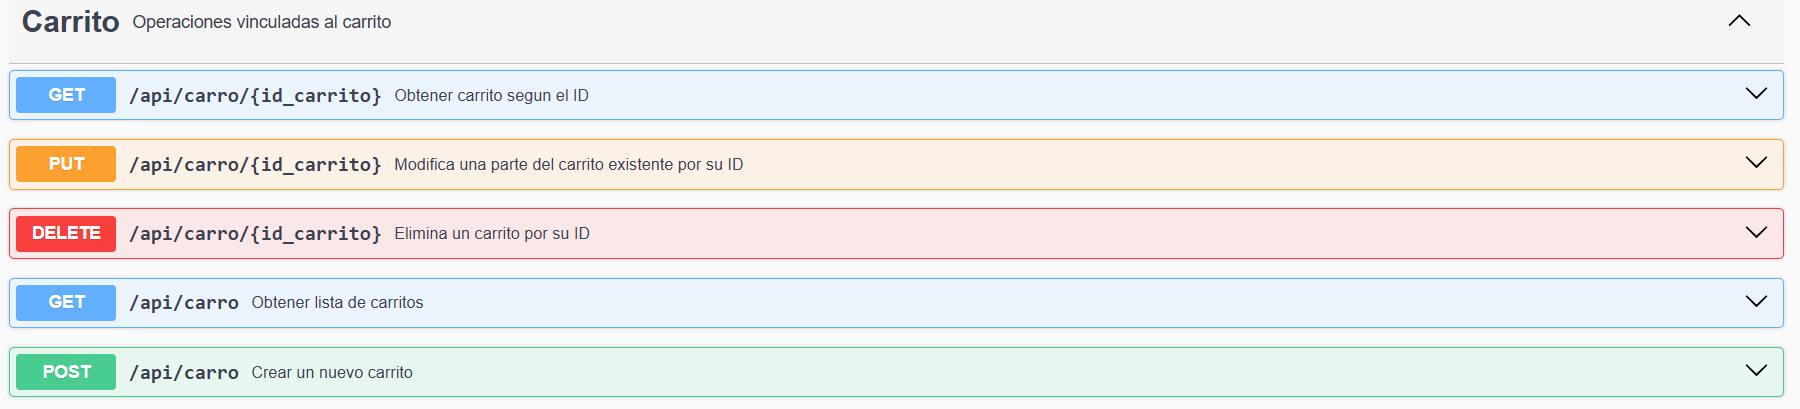 Carrito Operaciones vinculadas al carrito
GET /api/carro/{id_carrito} Obtener carrito segun el ID
PUT /api/carro/{id_carrito} Modifica una parte del carrito existente por su ID
DELETE /api/carro/{id_carrito} Elimina un carrito por su ID
GET /api/carro Obtener lista de carritos
POST /api/carro Crear un nuevo carrito